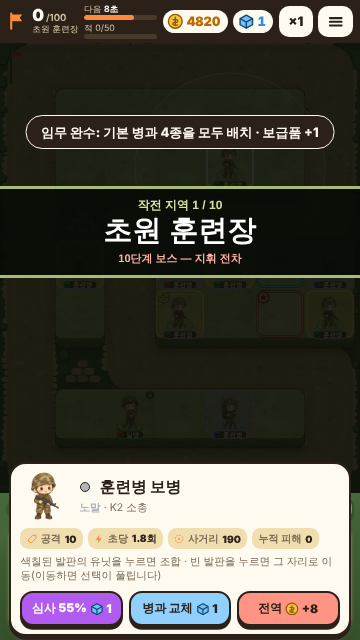 0 /100
초원 훈련장
다음 8초
적 0/50
4820
1
×1
임무 완수: 기본 병과 4종을 모두 배치 · 보급품 +1
작전 지역 1 / 10
초원 훈련장
10단계 보스 — 지휘 전차
훈련병 보병
노말 · K2 소총
공격 10
초당 1.8회
사거리 190
누적 피해 0
색칠된 발판의 유닛을 누르면 조합 · 빈 발판을 누르면 그 자리로 이
동(이동하면 선택이 풀립니다)
심사 55% 1
병과 교체 1
전역 +8